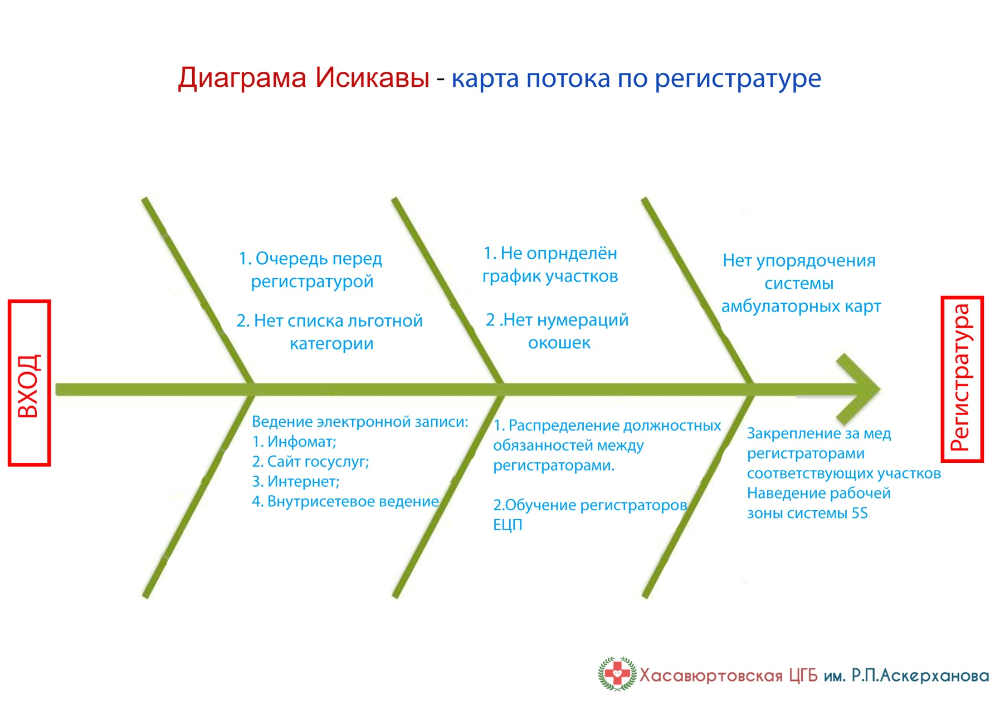 Диаграма Исикавы - карта потока по регистратуре
ВХОД
1. Очередь перед
регистратурой
2. Нет списка льготной
категории
1. Не опрнделён
график участков
2 .Нет нумераций
окошек
Нет упорядочения
системы
амбулаторных карт
Регистратура
Ведение электронной записи:
1. Инфомат;
2. Сайт госуслуг;
3. Интернет;
4. Внутрисетевое ведение
1. Распределение должностных
обязанностей между
регистраторами.
2.Обучение регистраторов
ЕЦП
Закрепление за мед
регистраторами
соответствующих участков
Наведение рабочей
зоны системы 5S
Хасавюртовская ЦГБ им. Р.П.Аскерханова